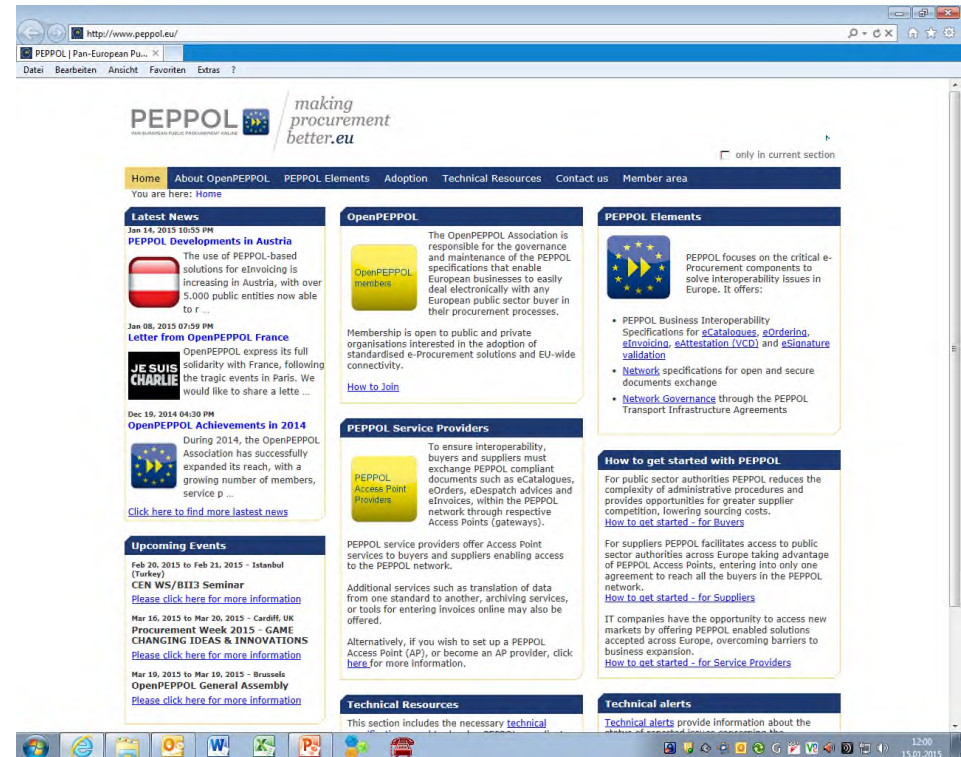 http://www.peppol.eu/
PEPPOL | Pan-European Pu...
Datei Bearbeiten Ansicht Favoriten Extras ?
PEPPOL
PAN-EUROPEAN PUBLIC PROCUREMENT ONLINE
making
procurement
better.eu
only in current section
Home About OpenPEPPOL PEPPOL Elements Adoption Technical Resources Contact us Member area
You are here: Home
Latest News
Jan 14, 2015 10:55 PM
PEPPOL Developments in Austria
The use of PEPPOL-based
solutions for eInvoicing is
increasing in Austria, with over
5.000 public entities now able
to r ...
Jan 08, 2015 07:59 PM
Letter from OpenPEPPOL France
JE SUIS
CHARLIE
OpenPEPPOL express its full
solidarity with France, following
the tragic events in Paris. We
would like to share a lette ...
Dec 19, 2014 04:30 PM
OpenPEPPOL Achievements in 2014
During 2014, the OpenPEPPOL
Association has successfully
expanded its reach, with a
growing number of members,
service p ...
Click here to find more lastest news
Upcoming Events
Feb 20, 2015 to Feb 21, 2015 - Istanbul
(Turkey)
CEN WS/BII3 Seminar
Please click here for more information
Mar 16, 2015 to Mar 20, 2015 - Cardiff, UK
Procurement Week 2015 - GAME
CHANGING IDEAS & INNOVATIONS
Please click here for more information
Mar 19, 2015 to Mar 19, 2015 - Brussels
OpenPEPPOL General Assembly
Please click here for more information
OpenPEPPOL
OpenPEPPOL
members
The OpenPEPPOL Association is
responsible for the governance
and maintenance of the PEPPOL
specifications that enable
European businesses to easily
deal electronically with any
European public sector buyer in
their procurement processes.
Membership is open to public and private
organisations interested in the adoption of
standardised e-Procurement solutions and EU-wide
connectivity.
How to Join
PEPPOL Service Providers
PEPPOL
Access Point
Providers
To ensure interoperability,
buyers and suppliers must
exchange PEPPOL compliant
documents such as eCatalogues,
eOrders, eDespatch advices and
eInvoices, within the PEPPOL
network through respective
Access Points (gateways).
PEPPOL service providers offer Access Point
services to buyers and suppliers enabling access
to the PEPPOL network.
Additional services such as translation of data
from one standard to another, archiving services,
or tools for entering invoices online may also be
offered.
Alternatively, if you wish to set up a PEPPOL
Access Point (AP), or become an AP provider, click
here for more information.
Technical Resources
This section includes the necessary technical
PEPPOL Elements
PEPPOL focuses on the critical e-
Procurement components to
solve interoperability issues in
Europe. It offers:
• PEPPOL Business Interoperability
Specifications for eCatalogues, eOrdering,
eInvoicing, eAttestation (VCD) and eSignature
validation
• Network specifications for open and secure
documents exchange
• Network Governance through the PEPPOL
Transport Infrastructure Agreements
How to get started with PEPPOL
For public sector authorities PEPPOL reduces the
complexity of administrative procedures and
provides opportunities for greater supplier
competition, lowering sourcing costs.
How to get started - for Buyers
For suppliers PEPPOL facilitates access to public
sector authorities across Europe taking advantage
of PEPPOL Access Points, entering into only one
agreement to reach all the buyers in the PEPPOL
network.
How to get started - for Suppliers
IT companies have the opportunity to access new
markets by offering PEPPOL enabled solutions
accepted across Europe, overcoming barriers to
business expansion.
How to get started - for Service Providers
Technical alerts
Technical alerts provide information about the
12:00
15.01.2015